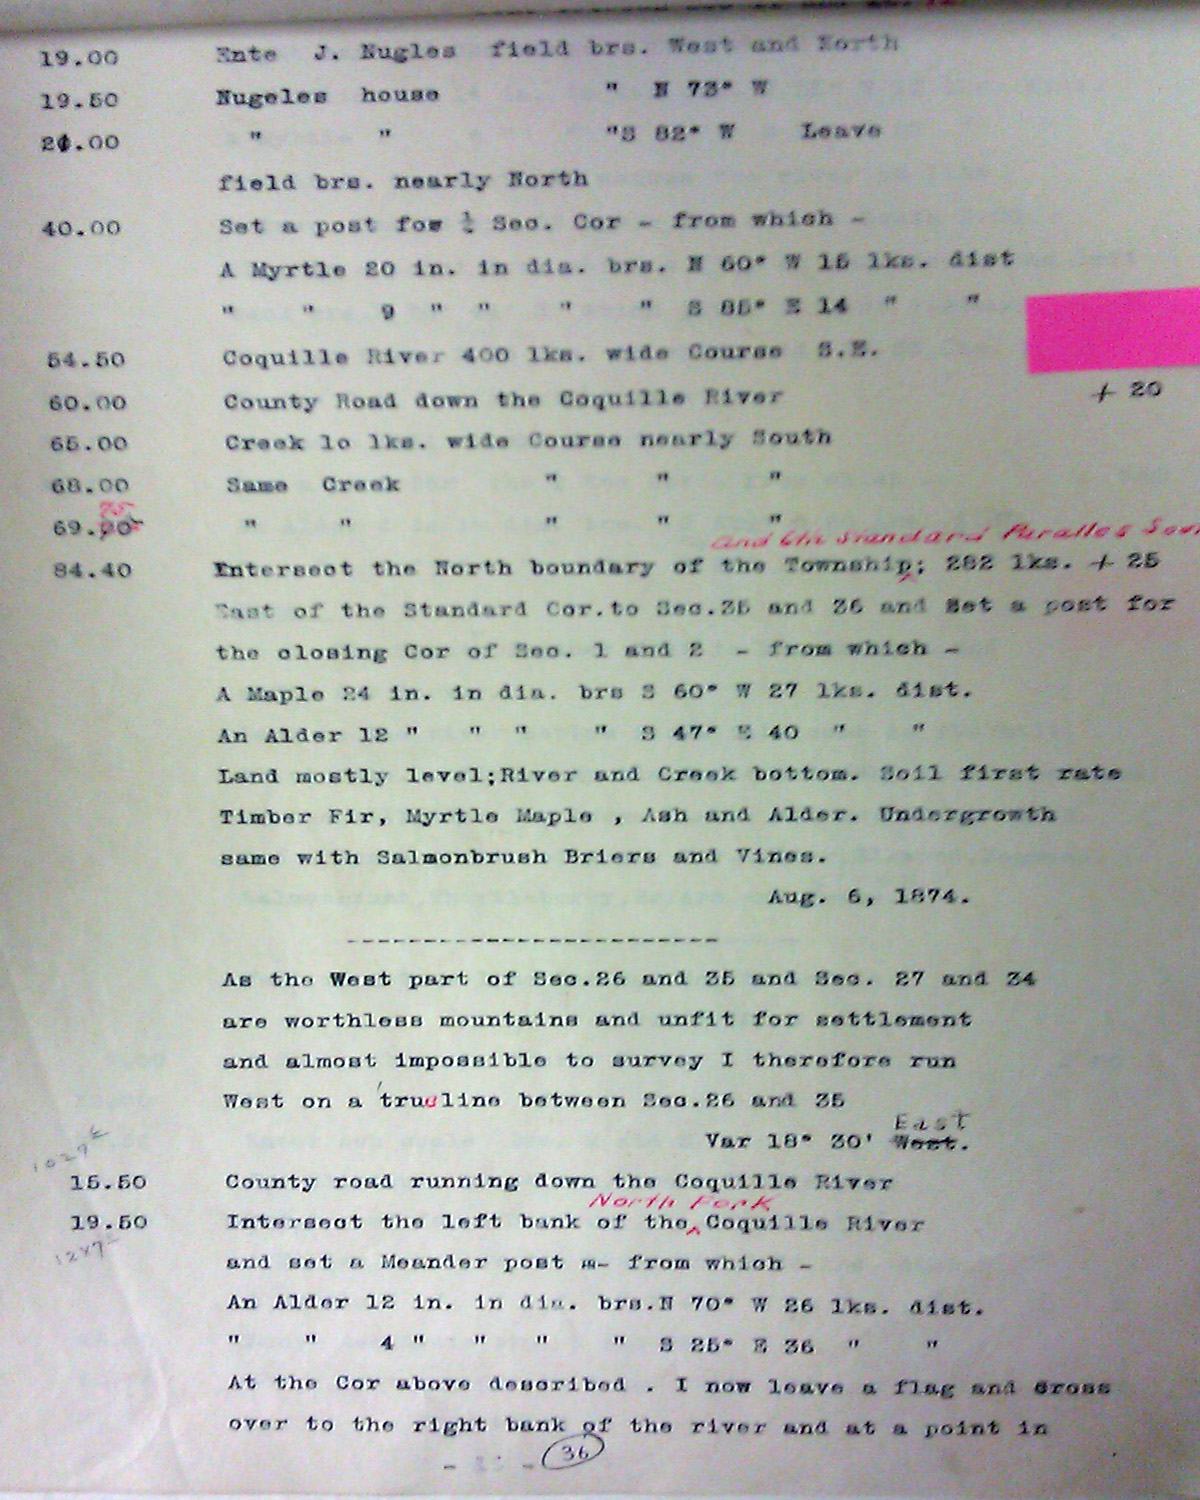 19.00 Ente J. Nugles field brs. West and North
19.50 Nugeles house " N 73° W
21.00 " " "S 82° W Leave
field brs. nearly North
40.00 Set a post for ¼ Sec. Cor - from which -
A Myrtle 20 in. in dia. brs. N 60° W 15 lks. dist
" " 9 " " " " S 85° E 14 " "
54.50 Coquille River 400 lks. wide Course S.E.
60.00 County Road down the Coquille River + 20
65.00 Creek 10 lks. wide Course nearly South
68.00 Same Creek " " "
75
69.00 " " " " "
and 6th Standard Parallel Sou
84.40 Intersect the North boundary of the Township; 282 lks. + 25
East of the Standard Cor.to Sec.35 and 36 and Set a post for
the closing Cor of Sec. 1 and 2 - from which -
A Maple 24 in. in dia. brs S 60° W 27 lks. dist.
An Alder 12 " " " " S 47° E 40 " "
Land mostly level;River and Creek bottom. Soil first rate
Timber Fir, Myrtle Maple , Ash and Alder. Undergrowth
same with Salmonbrush Briers and Vines.
Aug. 6, 1874.
As the West part of Sec.26 and 35 and Sec. 27 and 34
are worthless mountains and unfit for settlement
and almost impossible to survey I therefore run
West on a true line between Sec.26 and 35
East
Var 18° 30' West.
1029
15.50 County road running down the Coquille River
North Fork
19.50 Intersect the left bank of the Coquille River
1287
and set a Meander post m- from which -
An Alder 12 in. in dia. brs.N 70° W 26 lks. dist.
" " 4 " " " " S 25° E 36 " "
At the Cor above described . I now leave a flag and cross
over to the right bank of the river and at a point in
36